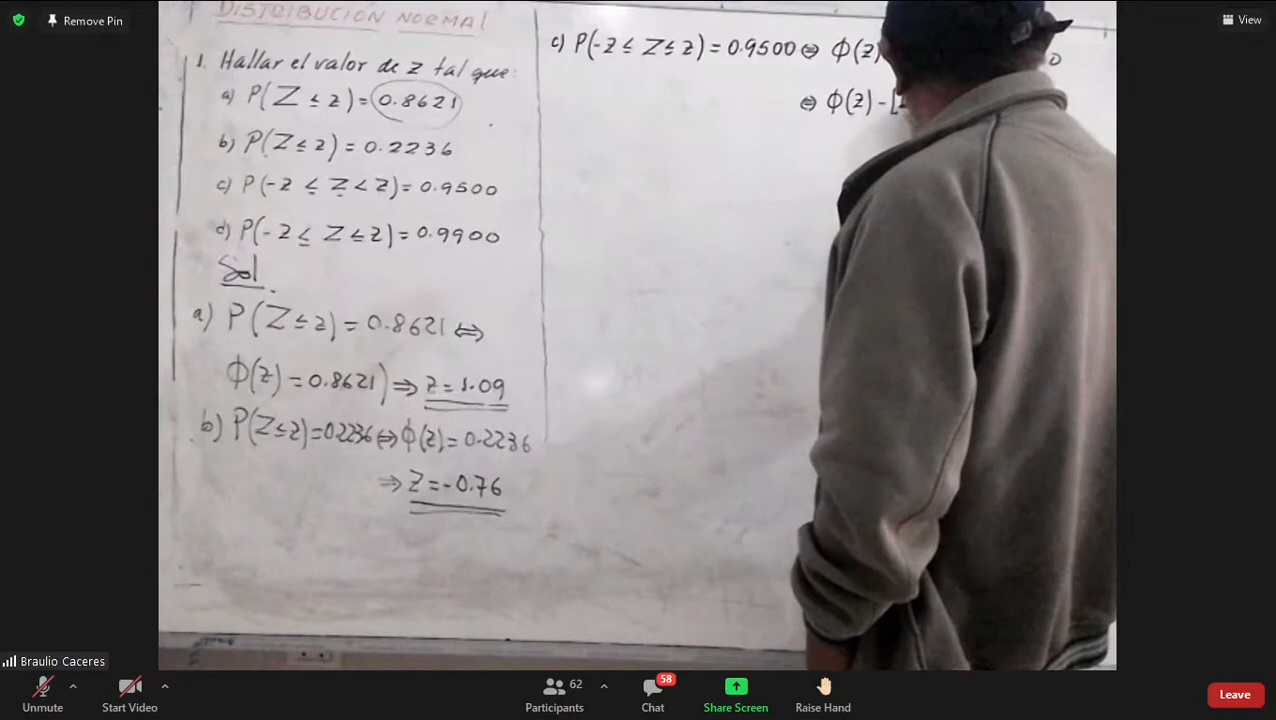 Remove Pin
View
DISTRIBUCIÓN NORMAL
1. Hallar el valor de z tal que:
a) P(Z ≤ z) = 0.8621
b) P(Z ≤ z) = 0.2236
c) P(-z ≤ Z < z) = 0.9500
d) P(-z ≤ Z ≤ z) = 0.9900
Sol
a) P(Z ≤ z) = 0.8621 ⇔
Φ(z) = 0.8621) ⇒ z = 1.09
b) P(Z ≤ z) = 0.2236 ⇔ Φ(z) = 0.2236
⇒ Z = -0.76
c) P(-z ≤ Z ≤ z) = 0.9500 ⇔ Φ(z)
⇔ Φ(z) - [
Braulio Caceres
Unmute
Start Video
62
Participants
58
Chat
Share Screen
Raise Hand
Leave